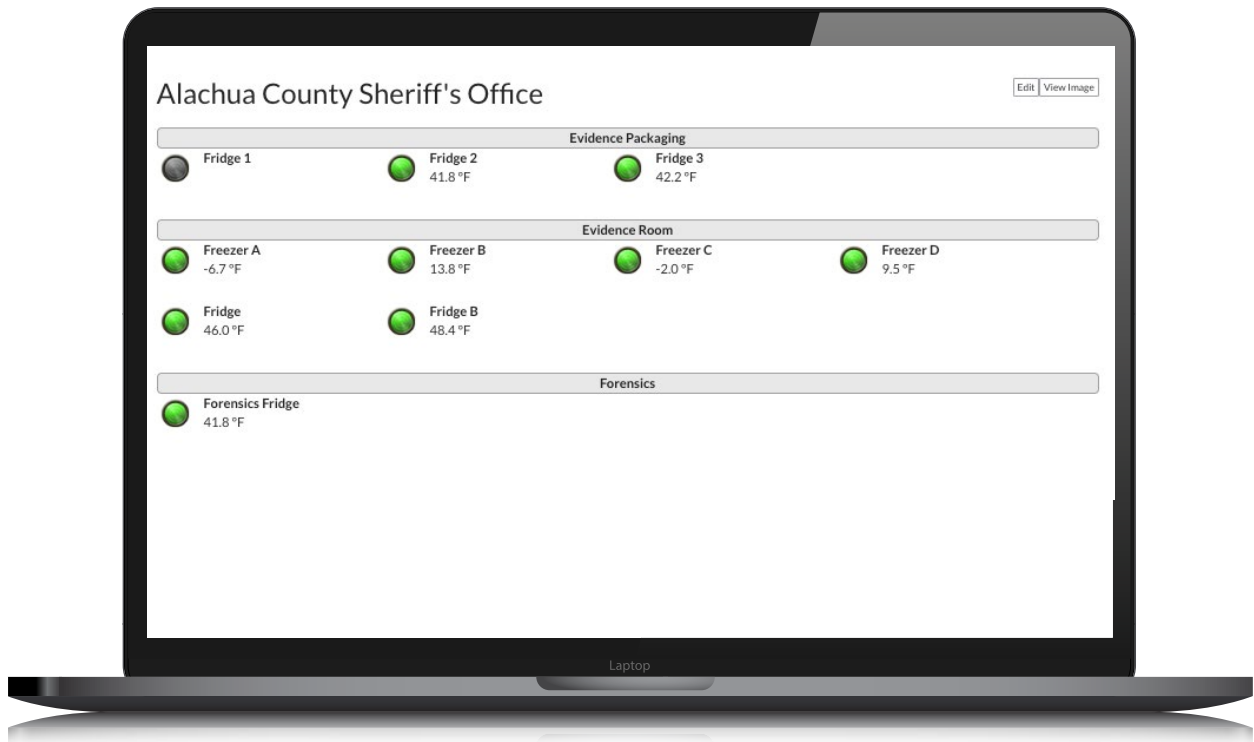 Alachua County Sheriff's Office
Edit View Image
Evidence Packaging
Fridge 1 Fridge 2 Fridge 3
41.8 °F 42.2 °F
Evidence Room
Freezer A Freezer B Freezer C Freezer D
-6.7 °F 13.8 °F -2.0 °F 9.5 °F
Fridge Fridge B
46.0 °F 48.4 °F
Forensics
Forensics Fridge
41.8 °F
Laptop